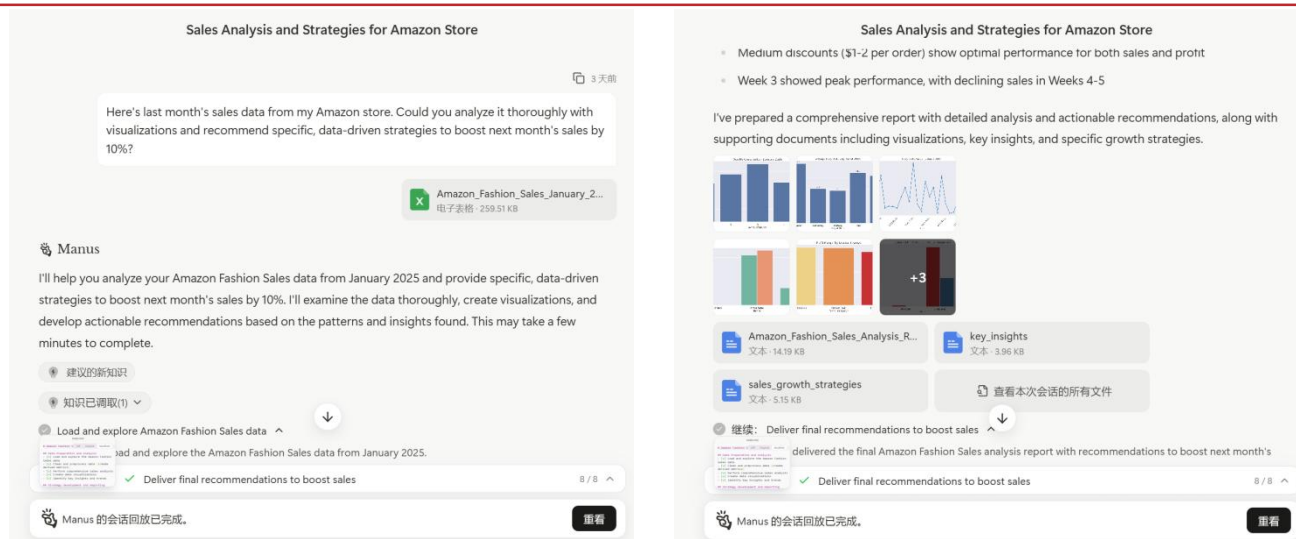 Sales Analysis and Strategies for Amazon Store
3 天前
Here's last month's sales data from my Amazon store. Could you analyze it thoroughly with
visualizations and recommend specific, data-driven strategies to boost next month's sales by
10%?
Amazon_Fashion_Sales_January_2...
电子表格 · 259.51 KB
Manus
I'll help you analyze your Amazon Fashion Sales data from January 2025 and provide specific, data-driven
strategies to boost next month's sales by 10%. I'll examine the data thoroughly, create visualizations, and
develop actionable recommendations based on the patterns and insights found. This may take a few
minutes to complete.
建议的新知识
知识已调取(1)
Load and explore Amazon Fashion Sales data
and explore the Amazon Fashion Sales data from January 2025.
Deliver final recommendations to boost sales
8 / 8
Manus 的会话回放已完成。
重看
Sales Analysis and Strategies for Amazon Store
Medium discounts ($1-2 per order) show optimal performance for both sales and profit
Week 3 showed peak performance, with declining sales in Weeks 4-5
I've prepared a comprehensive report with detailed analysis and actionable recommendations, along with
supporting documents including visualizations, key insights, and specific growth strategies.
+3
Amazon_Fashion_Sales_Analysis_R...
文本 · 14.19 KB
key_insights
文本 · 3.96 KB
sales_growth_strategies
文本 · 5.15 KB
查看本次会话的所有文件
继续: Deliver final recommendations to boost sales
delivered the final Amazon Fashion Sales analysis report with recommendations to boost next month's
Deliver final recommendations to boost sales
8 / 8
Manus 的会话回放已完成。
重看